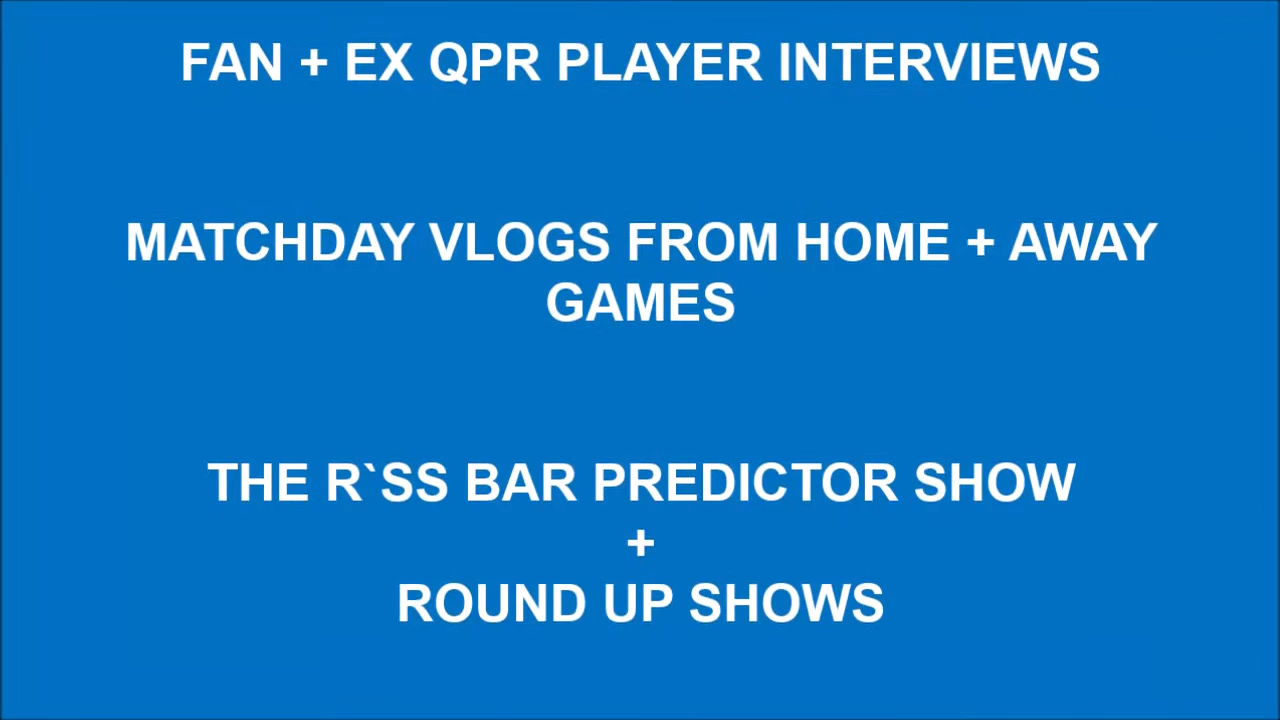 FAN + EX QPR PLAYER INTERVIEWS
MATCHDAY VLOGS FROM HOME + AWAY
GAMES
THE R`SS BAR PREDICTOR SHOW
+
ROUND UP SHOWS